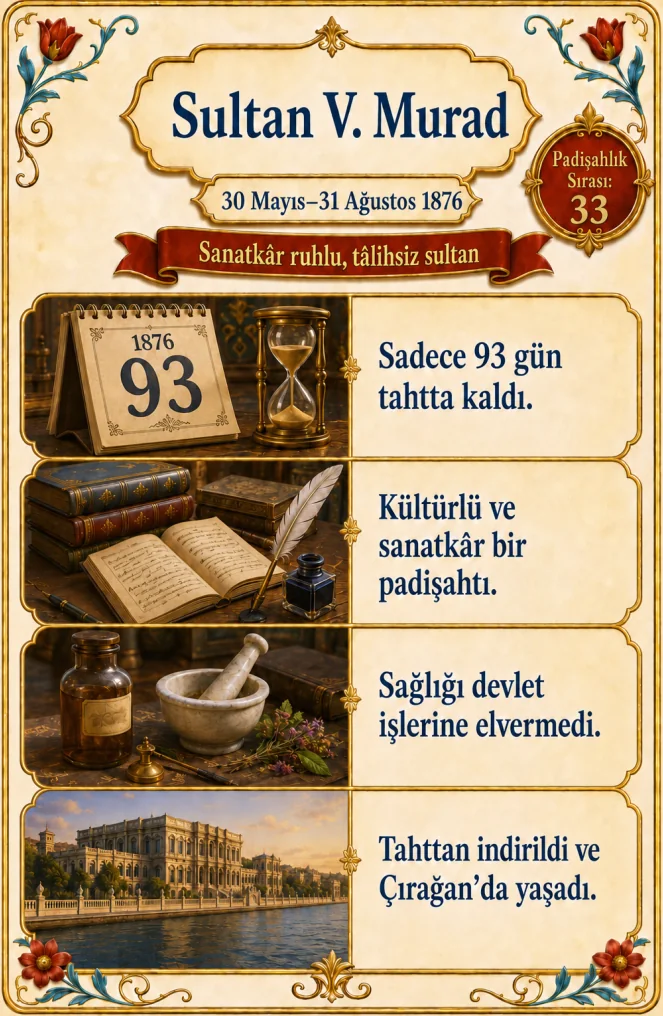 Sultan V. Murad
30 Mayıs–31 Ağustos 1876
Padişahlık
Sırası:
33
Sanatkâr ruhlu, tâlihsiz sultan
1876
93
Sadece 93 gün
tahtta kaldı.
Kültürlü ve
sanatkâr bir
padişahtı.
Sağlığı devlet
işlerine elvermedi.
Tahttan indirildi ve
Çırağan’da yaşadı.